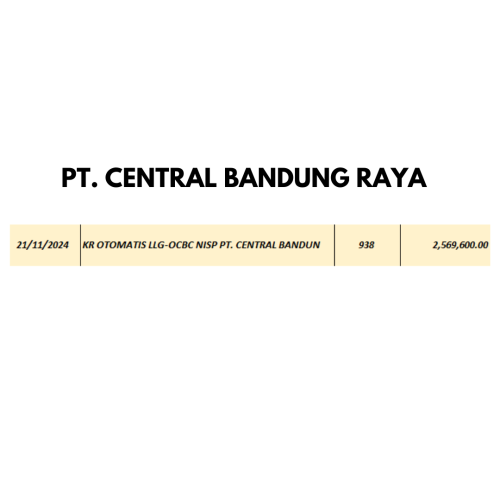 PT. CENTRAL BANDUNG RAYA
21/11/2024 KR OTOMATIS LLG-OCBC NISP PT. CENTRAL BANDUN 938 2,569,600.00